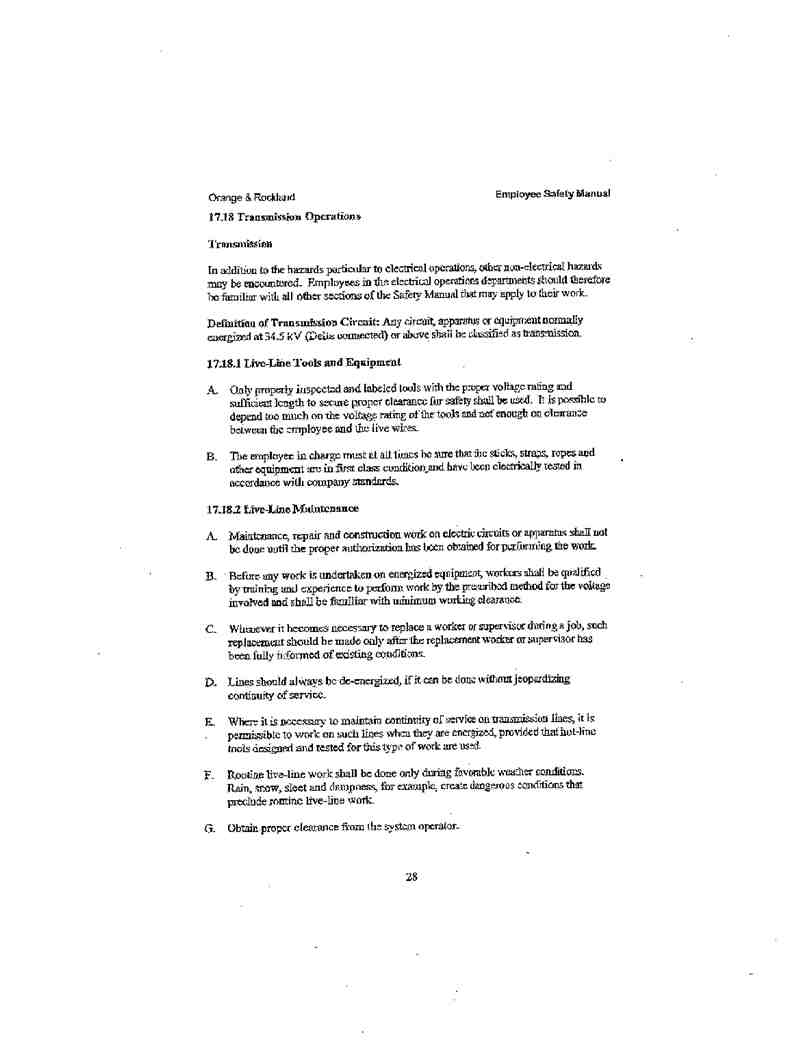 Orange & Rockland
Employee Safety Manual
17.18 Transmission Operations
Transmission
In addition to the hazards particular to electrical operations, other non-electrical hazards
may be encountered. Employees in the electrical operations departments should therefore
be familiar with all other sections of the Safety Manual that may apply to their work.
Definition of Transmission Circuit: Any circuit, apparatus or equipment normally
energized at 34.5 kV (Delta connected) or above shall be classified as transmission.
17.18.1 Live-Line Tools and Equipment
A. Only properly inspected and labeled tools with the proper voltage rating and
sufficient length to secure proper clearance for safety shall be used. It is possible to
depend too much on the voltage rating of the tools and not enough on clearance
between the employee and the live wires.
B. The employee in charge must at all times be sure that the sticks, straps, ropes and
other equipment are in first class condition and have been electrically tested in
accordance with company standards.
17.18.2 Live-Line Maintenance
A. Maintenance, repair and construction work on electric circuits or apparatus shall not
be done until the proper authorization has been obtained for performing the work.
B. Before any work is undertaken on energized equipment, workers shall be qualified
by training and experience to perform work by the prescribed method for the voltage
involved and shall be familiar with minimum working clearance.
C. Whenever it becomes necessary to replace a worker or supervisor during a job, such
replacement should be made only after the replacement worker or supervisor has
been fully informed of existing conditions.
D. Lines should always be de-energized, if it can be done without jeopardizing
continuity of service.
E. Where it is necessary to maintain continuity of service on transmission lines, it is
permissible to work on such lines when they are energized, provided that hot-line
tools designed and tested for this type of work are used.
F. Routine live-line work shall be done only during favorable weather conditions.
Rain, snow, sleet and dampness, for example, create dangerous conditions that
preclude routine live-line work.
G. Obtain proper clearance from the system operator.
28